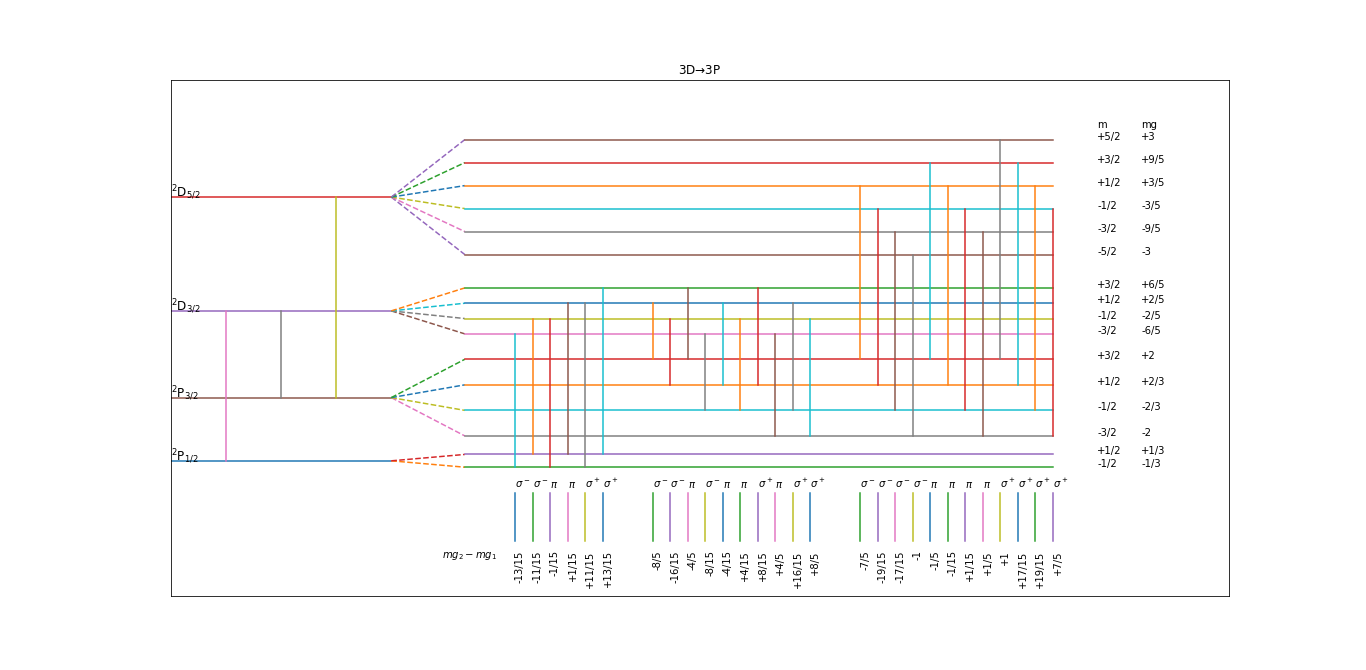 3D→3P
m mg
+5/2 +3
+3/2 +9/5
²D₅/₂ +1/2 +3/5
-1/2 -3/5
-3/2 -9/5
-5/2 -3
+3/2 +6/5
²D₃/₂ +1/2 +2/5
-1/2 -2/5
-3/2 -6/5
+3/2 +2
²P₃/₂ +1/2 +2/3
-1/2 -2/3
-3/2 -2
²P₁/₂ +1/2 +1/3
-1/2 -1/3
σ⁻ σ⁻ π π σ⁺ σ⁺ σ⁻ σ⁻ π σ⁻ π π σ⁺ π σ⁺ σ⁺ σ⁻ σ⁻ σ⁻ σ⁻ π π π π σ⁺ σ⁺ σ⁺ σ⁺
mg₂ − mg₁ -13/15 -11/15 -1/15 +1/15 +11/15 +13/15 -8/5 -16/15 -4/5 -8/15 -4/15 +4/15 +8/15 +4/5 +16/15 +8/5 -7/5 -19/15 -17/15 -1 -1/5 -1/15 +1/15 +1/5 +1 +17/15 +19/15 +7/5